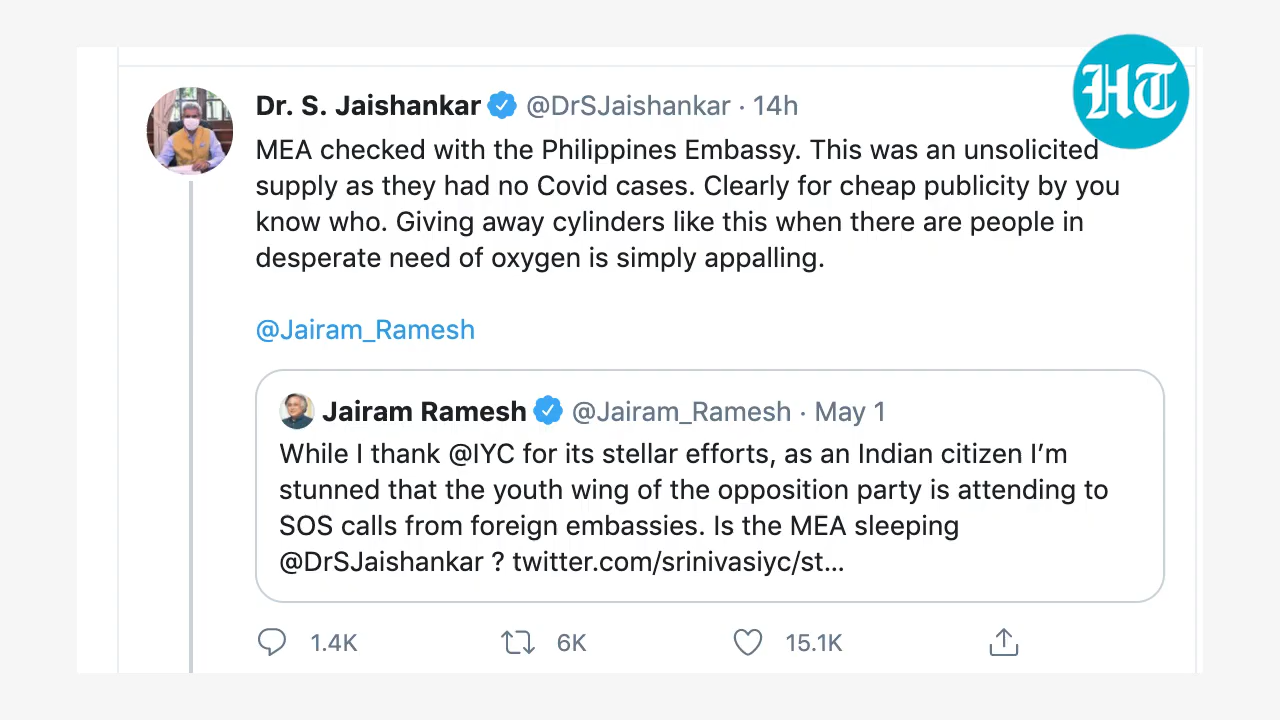 HT
Dr. S. Jaishankar @DrSJaishankar · 14h
MEA checked with the Philippines Embassy. This was an unsolicited
supply as they had no Covid cases. Clearly for cheap publicity by you
know who. Giving away cylinders like this when there are people in
desperate need of oxygen is simply appalling.
@Jairam_Ramesh
Jairam Ramesh @Jairam_Ramesh · May 1
While I thank @IYC for its stellar efforts, as an Indian citizen I’m
stunned that the youth wing of the opposition party is attending to
SOS calls from foreign embassies. Is the MEA sleeping
@DrSJaishankar ? twitter.com/srinivasiyc/st...
1.4K 6K 15.1K